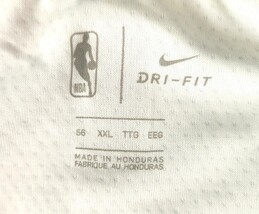 NBA
DRI-FIT
56 XXL TTG EEG
MADE IN HONDURAS
FABRIQUÉ AU HONDURAS